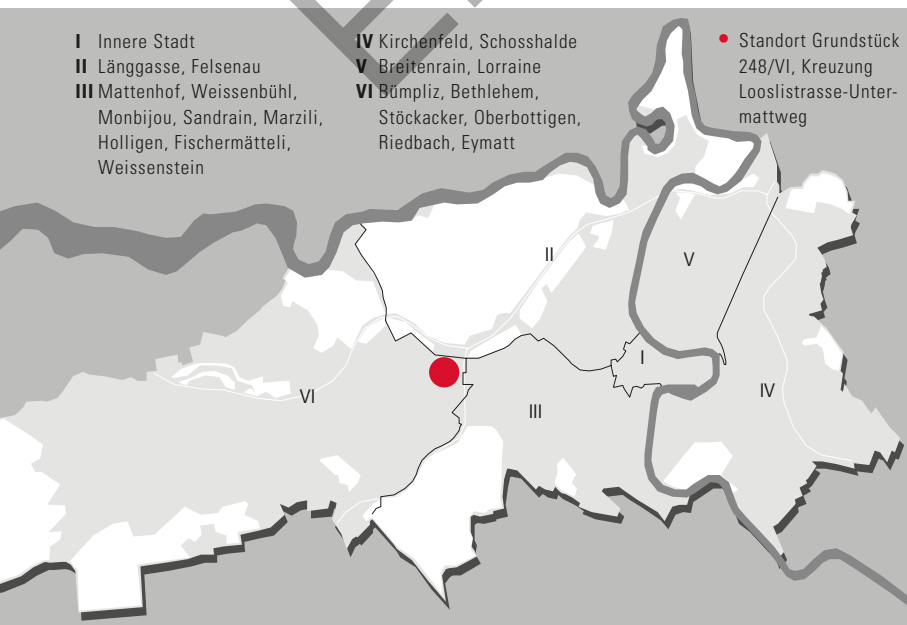 I Innere Stadt
II Länggasse, Felsenau
III Mattenhof, Weissenbühl,
Monbijou, Sandrain, Marzili,
Holligen, Fischermätteli,
Weissenstein
IV Kirchenfeld, Schosshalde
V Breitenrain, Lorraine
VI Bümpliz, Bethlehem,
Stöckacker, Oberbottigen,
Riedbach, Eymatt
• Standort Grundstück
248/VI, Kreuzung
Looslistrasse-Unter-
mattweg
II
V
I
VI
IV
III